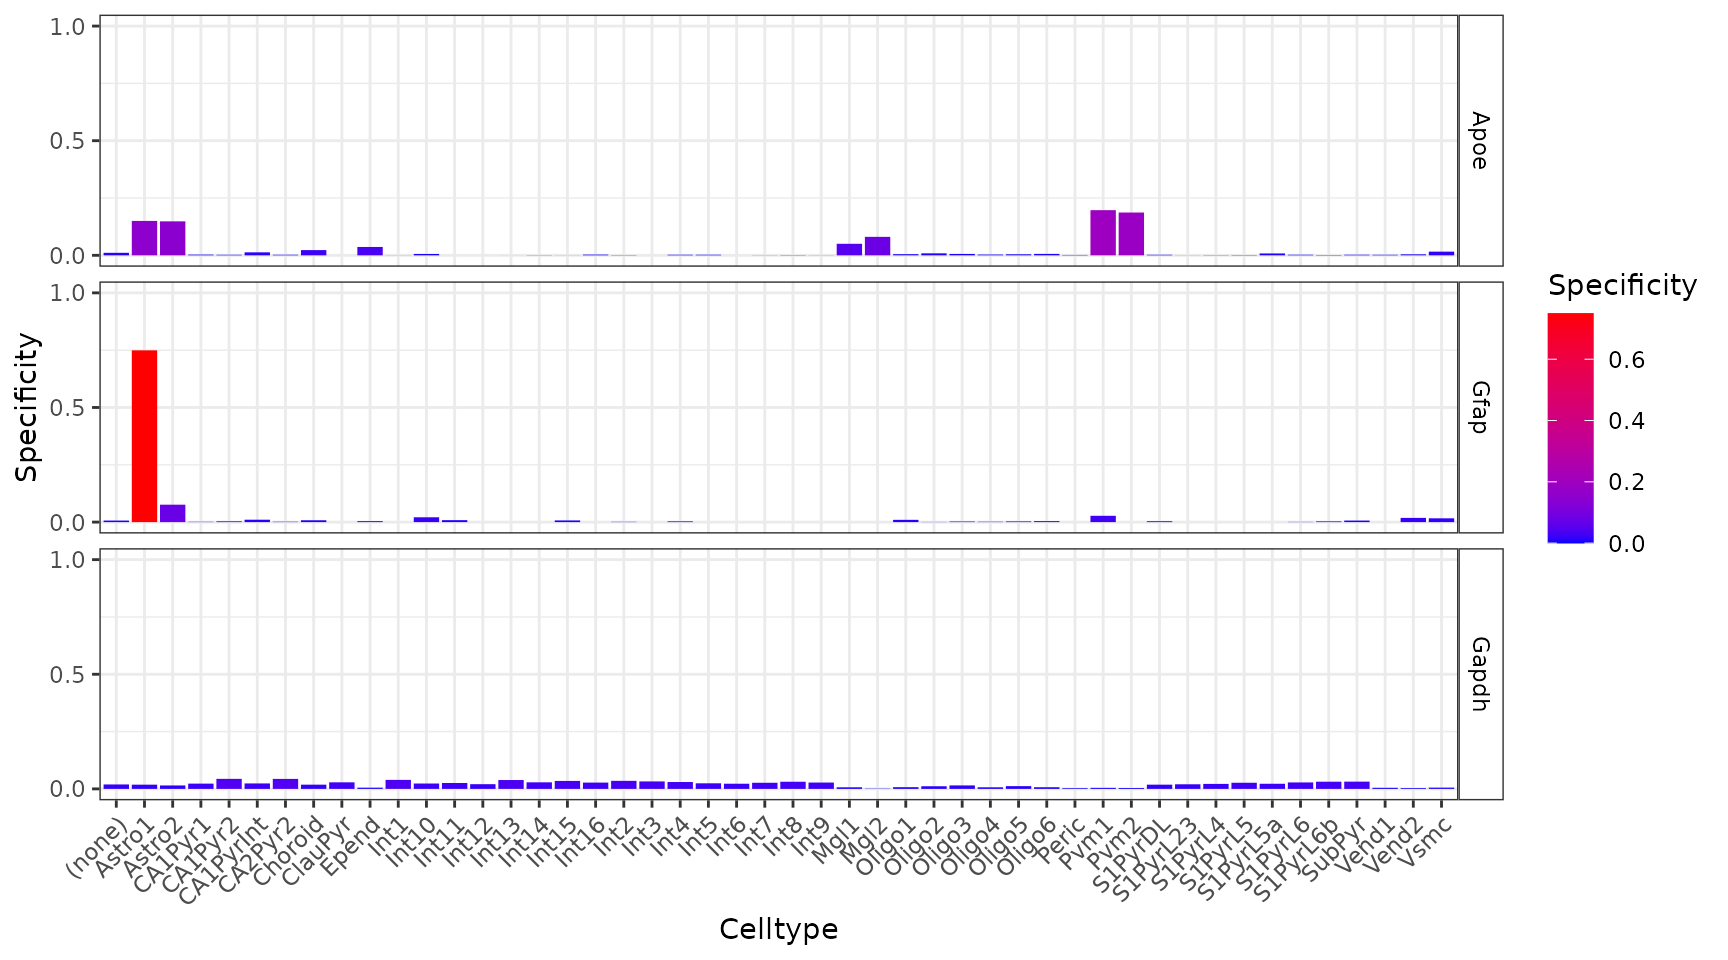 1.0
0.5
0.0
Apoe
1.0
0.5
0.0
Gfap
1.0
0.5
0.0
Gapdh
Specificity
(none)
Astro1
Astro2
CA1Pyr1
CA1Pyr2
CA1PyrInt
CA2Pyr2
Choroid
ClauPyr
Epend
Int1
Int10
Int11
Int12
Int13
Int14
Int15
Int16
Int2
Int3
Int4
Int5
Int6
Int7
Int8
Int9
Mgl1
Mgl2
Oligo1
Oligo2
Oligo3
Oligo4
Oligo5
Oligo6
Peric
Pvm1
Pvm2
S1PyrDL
S1PyrL23
S1PyrL4
S1PyrL5
S1PyrL5a
S1PyrL6
S1PyrL6b
SubPyr
Vend1
Vend2
Vsmc
Celltype
Specificity
0.6
0.4
0.2
0.0